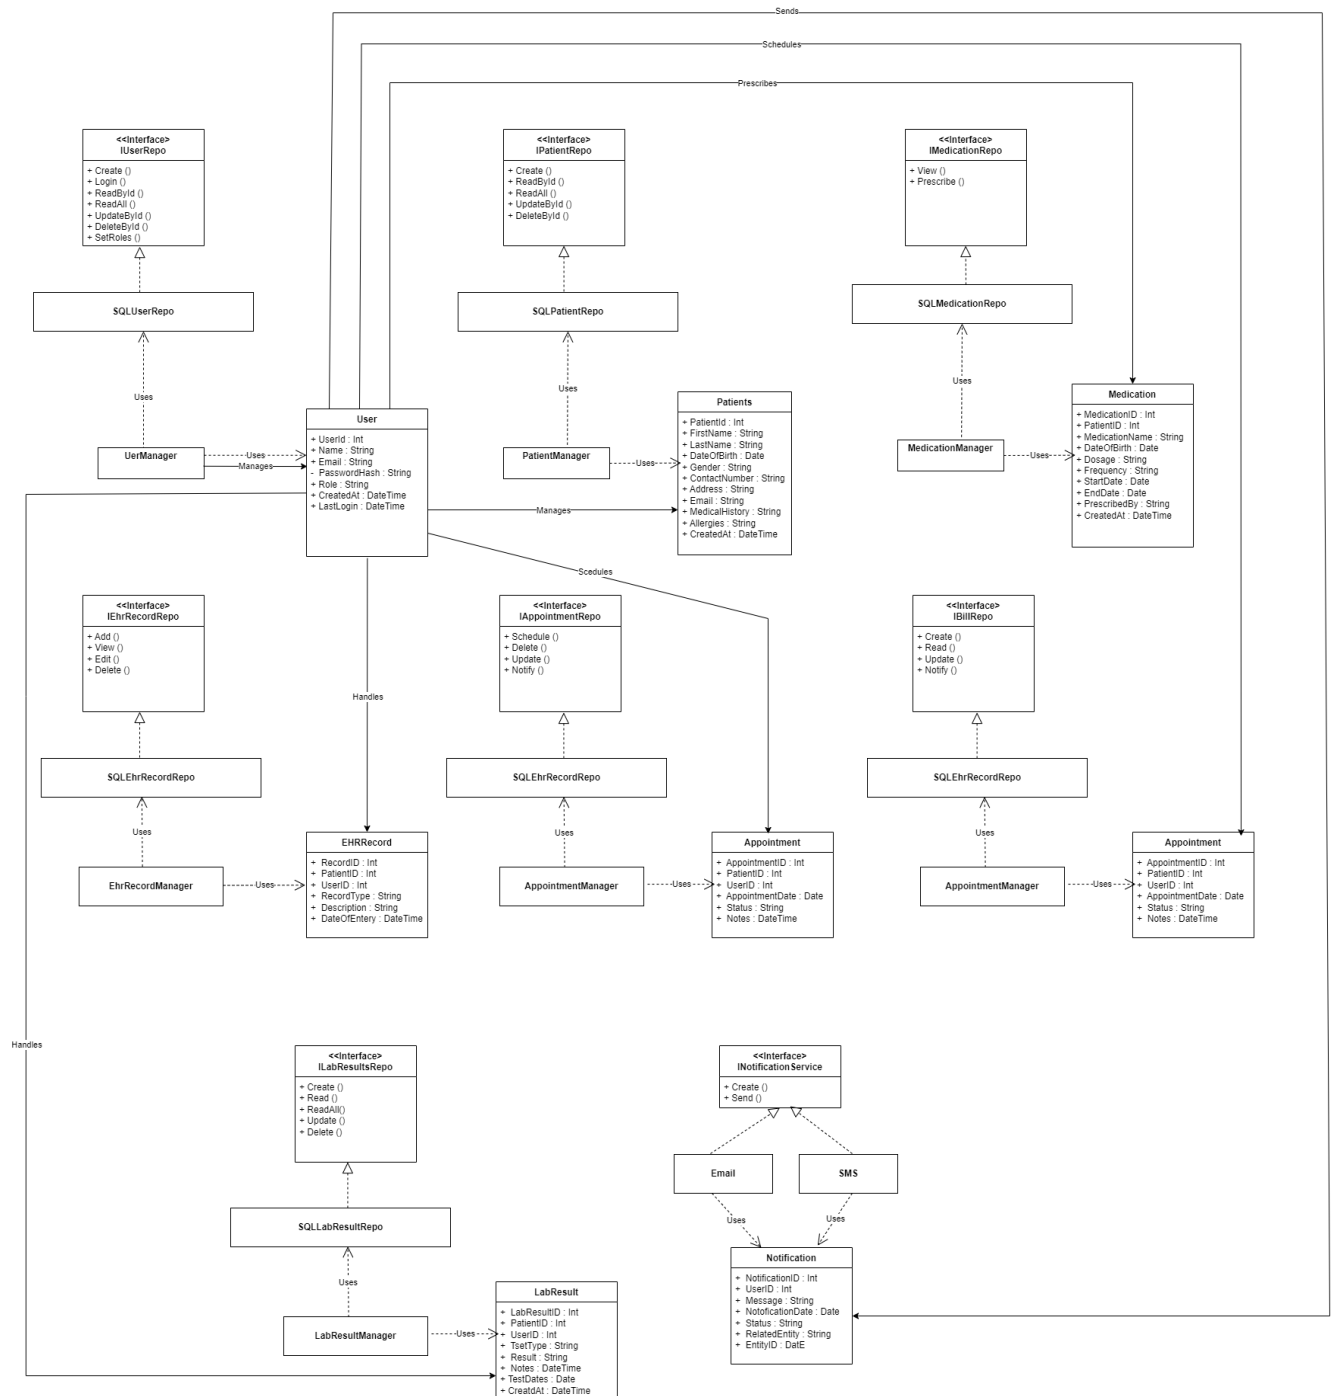 Sends
Schedules
Prescribes
<<Interface>
IUserRepo
+ Create ()
+ Login ()
+ ReadById ()
+ ReadAll ()
+ UpdateById ()
+ DeleteById ()
+ SetRoles ()
<<Interface>
IPatientRepo
+ Create ()
+ ReadById ()
+ ReadAll ()
+ UpdateById ()
+ DeleteById ()
<<Interface>
IMedicationRepo
+ View ()
+ Prescribe ()
SQLUserRepo
SQLPatientRepo
SQLMedicationRepo
Uses
Uses
Uses
UerManager
Uses
Manages
User
+ UserId : Int
+ Name : String
+ Email : String
- PasswordHash : String
+ Role : String
+ CreatedAt : DateTime
+ LastLogin : DateTime
PatientManager
Uses
Manages
Patients
+ PatientId : Int
+ FirstName : String
+ LastName : String
+ DateOfBirth : Date
+ Gender : String
+ ContactNumber : String
+ Address : String
+ Email : String
+ MedicalHistory : String
+ Allergies : String
+ CreatedAt : DateTime
MedicationManager
Uses
Medication
+ MedicationID : Int
+ PatientID : Int
+ MedicationName : String
+ DateOfBirth : Date
+ Dosage : String
+ Frequency : String
+ StartDate : Date
+ EndDate : Date
+ PrescribedBy : String
+ CreatedAt : DateTime
Scedules
<<Interface>
IEhrRecordRepo
+ Add ()
+ View ()
+ Edit ()
+ Delete ()
Handles
<<Interface>
IAppointmentRepo
+ Schedule ()
+ Delete ()
+ Update ()
+ Notify ()
<<Interface>
IBillRepo
+ Create ()
+ Read ()
+ Update ()
+ Notify ()
SQLEhrRecordRepo
SQLEhrRecordRepo
SQLEhrRecordRepo
Uses
Uses
Uses
EhrRecordManager
Uses
EHRRecord
+ RecordID : Int
+ PatientID : Int
+ UserID : Int
+ RecordType : String
+ Description : String
+ DateOfEntery : DateTime
AppointmentManager
Uses
Appointment
+ AppointmentID : Int
+ PatientID : Int
+ UserID : Int
+ AppointmentDate : Date
+ Status : String
+ Notes : DateTime
AppointmentManager
Uses
Appointment
+ AppointmentID : Int
+ PatientID : Int
+ UserID : Int
+ AppointmentDate : Date
+ Status : String
+ Notes : DateTime
Handles
<<Interface>
ILabResultsRepo
+ Create ()
+ Read ()
+ ReadAll()
+ Update ()
+ Delete ()
<<Interface>
INotificationService
+ Create ()
+ Send ()
Email
SMS
SQLLabResultRepo
Uses
Uses
Uses
Notification
+ NotificationID : Int
+ UserID : Int
+ Message : String
+ NotoficationDate : Date
+ Status : String
+ RelatedEntity : String
+ EntityID : DatE
LabResultManager
Uses
LabResult
+ LabResultID : Int
+ PatientID : Int
+ UserID : Int
+ TsetType : String
+ Result : String
+ Notes : DateTime
+ TestDates : Date
+ CreatdAt : DateTime